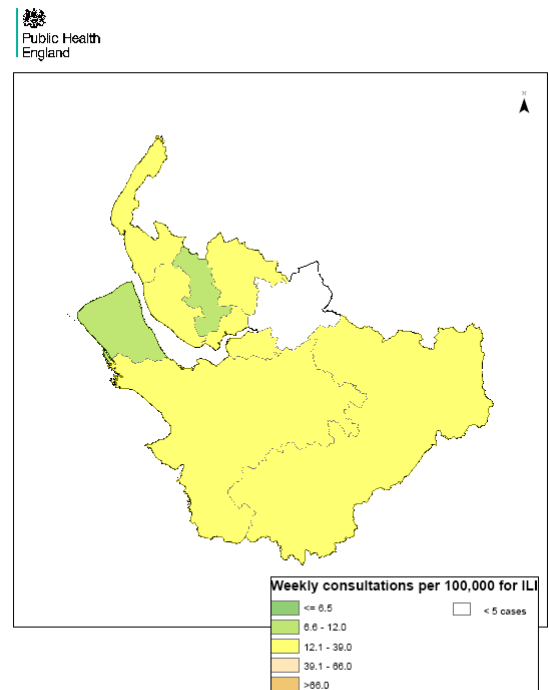 Public Health
England
Weekly consultations per 100,000 for ILI
<= 6.5
< 5 cases
6.6 - 12.0
12.1 - 39.0
39.1 - 66.0
>66.0